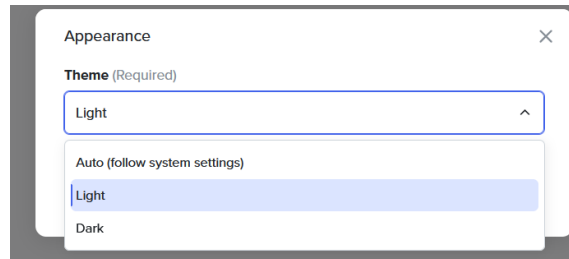 Appearance
Theme (Required)
Light
Auto (follow system settings)
Light
Dark